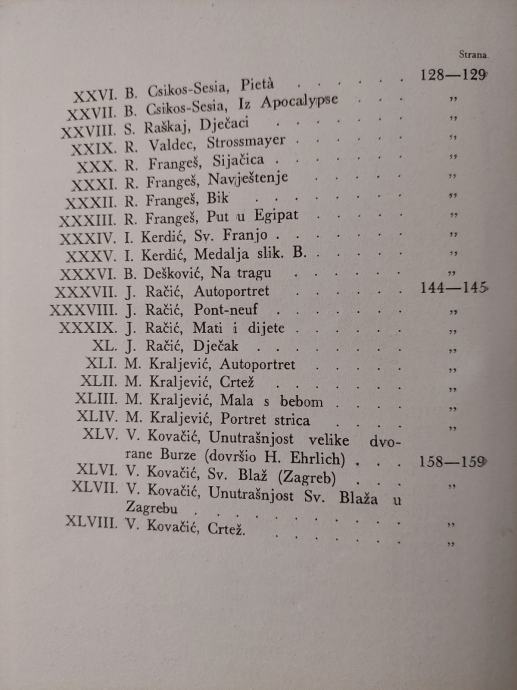 Strana
XXVI. B. Csikos-Sesia, Pietà . . . . . . 128—129
XXVII. B. Csikos-Sesia, Iz Apocalypse . . . „
XXVIII. S. Raškaj, Dječaci . . . . . . „
XXIX. R. Valdec, Strossmayer . . . . . „
XXX. R. Frangeš, Sijačica . . . . . . „
XXXI. R. Frangeš, Navještenje . . . . . „
XXXII. R. Frangeš, Bik . . . . . . . „
XXXIII. R. Frangeš, Put u Egipat . . . . „
XXXIV. I. Kerdić, Sv. Franjo . . . . . . „
XXXV. I. Kerdić, Medalja slik. B. . . . . „
XXXVI. B. Dešković, Na tragu . . . . . „
XXXVII. J. Račić, Autoportret . . . . . 144—145
XXXVIII. J. Račić, Pont-neuf . . . . . . „
XXXIX. J. Račić, Mati i dijete . . . . . „
XL. J. Račić, Dječak . . . . . . . „
XLI. M. Kraljević, Autoportret . . . . „
XLII. M. Kraljević, Crtež . . . . . . „
XLIII. M. Kraljević, Mala s bebom . . . . „
XLIV. M. Kraljević, Portret strica . . . . „
XLV. V. Kovačić, Unutrašnjost velike dvo-
rane Burze (dovršio H. Ehrlich) . . . 158—159
XLVI. V. Kovačić, Sv. Blaž (Zagreb) . . . „
XLVII. V. Kovačić, Unutrašnjost Sv. Blaža u
Zagrebu . . . . . . . . . „
XLVIII. V. Kovačić, Crtež. . . . . . . „